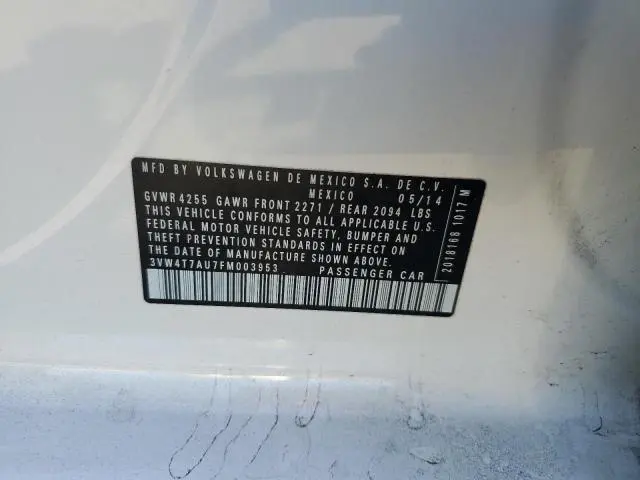 MFD BY VOLKSWAGEN DE MEXICO S.A. DE C.V.
MEXICO 05/14
GVWR 4255 GAWR FRONT 2271 / REAR 2094 LBS
THIS VEHICLE CONFORMS TO ALL APPLICABLE U.S.
FEDERAL MOTOR VEHICLE SAFETY, BUMPER AND
THEFT PREVENTION STANDARDS IN EFFECT ON
THE DATE OF MANUFACTURE SHOWN ABOVE.
3VW4T7AU7FM003953 PASSENGER CAR
2018168 1017 M